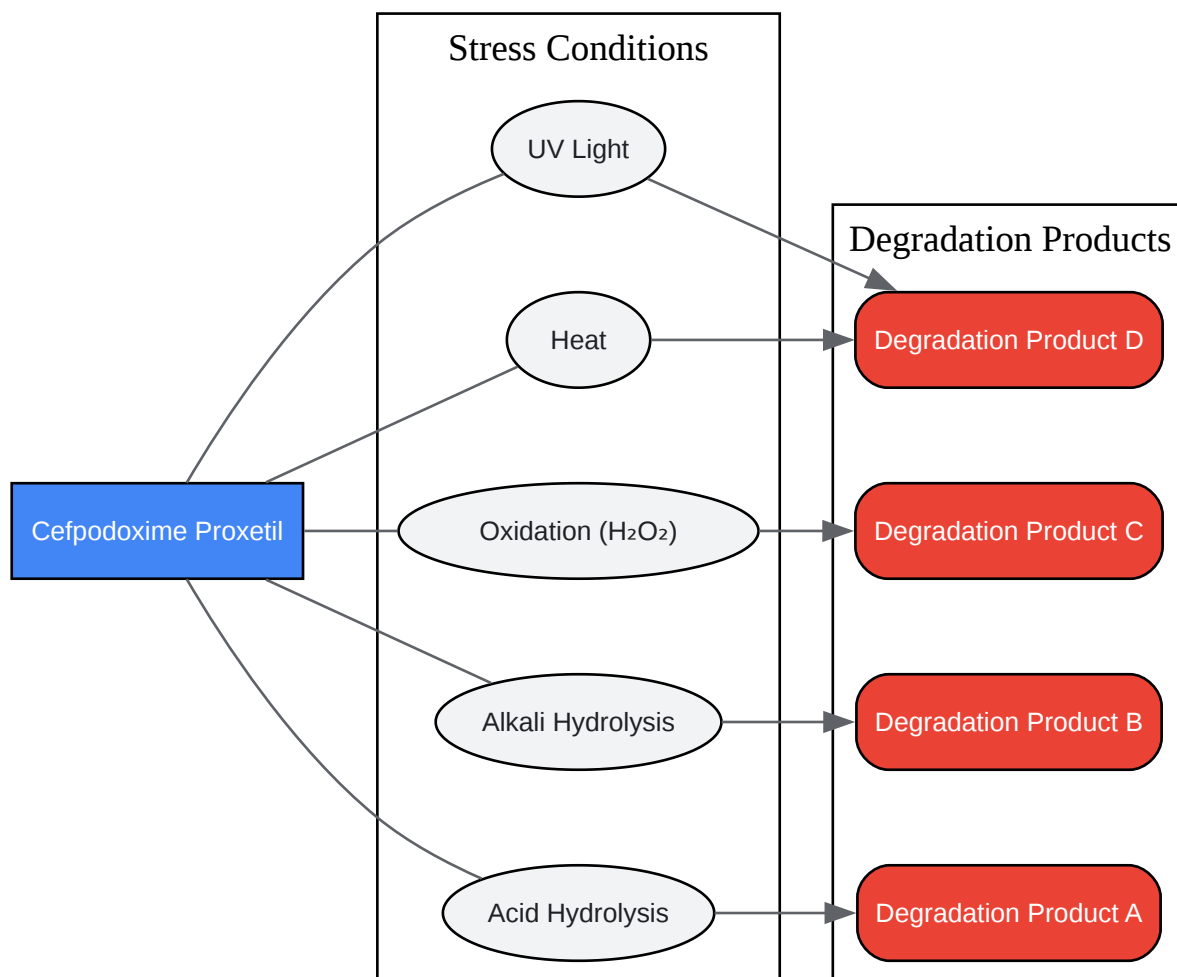 Stress Conditions
UV Light
Degradation Products
Heat
Degradation Product D
Cefpodoxime Proxetil
Oxidation (H₂O₂)
Degradation Product C
Alkali Hydrolysis
Degradation Product B
Acid Hydrolysis
Degradation Product A